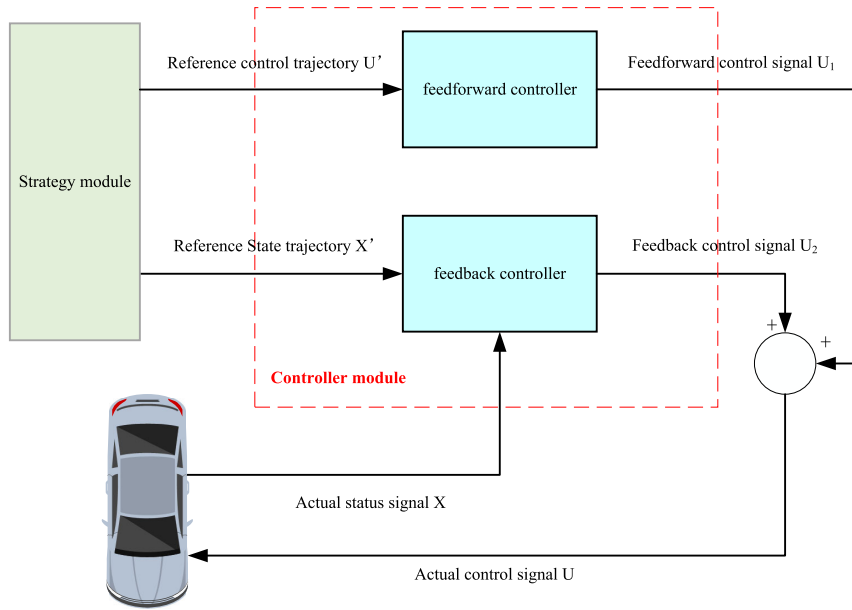 Reference control trajectory U’
Feedforward control signal U₁
feedforward controller
Strategy module
Reference State trajectory X’
Feedback control signal U₂
feedback controller
+
+
Controller module
Actual status signal X
Actual control signal U